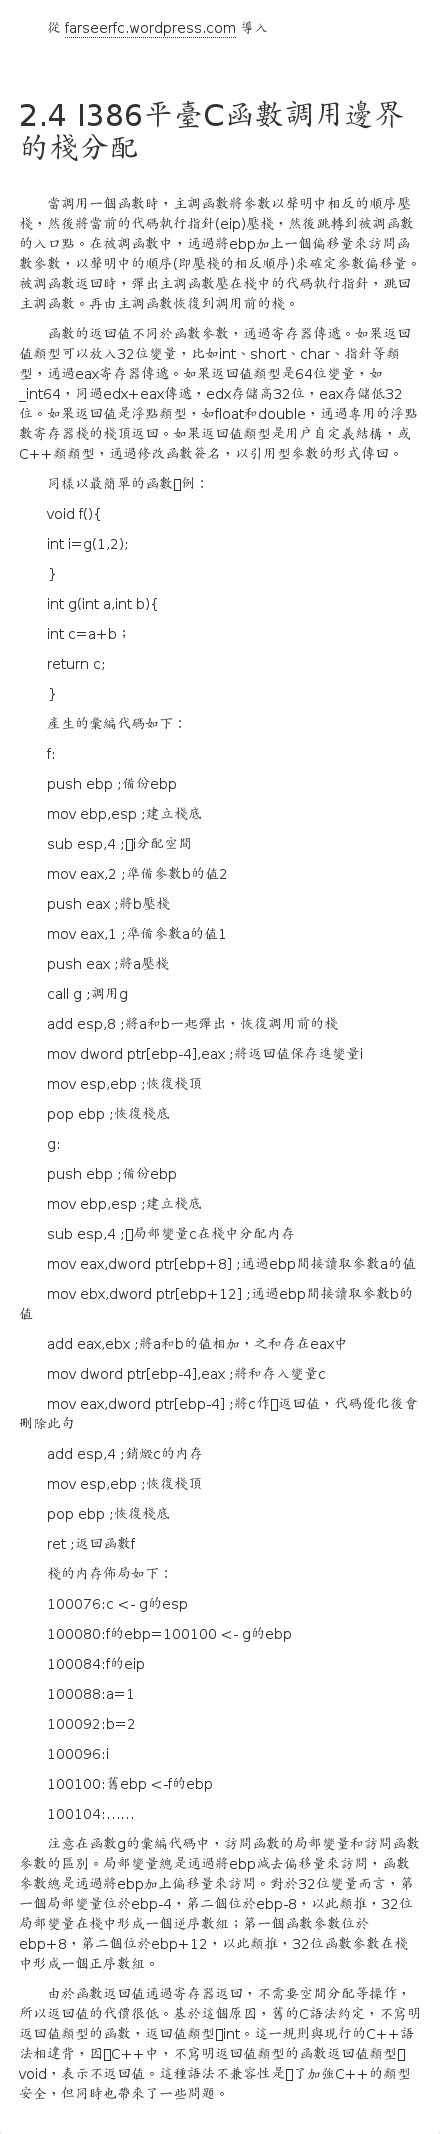 從 farseerfc.wordpress.com 導入
2.4 I386平臺C函數調用邊界
的棧分配
當調用一個函數時，主調函數將參數以聲明中相反的順序壓
棧，然後將當前的代碼執行指針(eip)壓棧，然後跳轉到被調函數
的入口點。在被調函數中，通過將ebp加上一個偏移量來訪問函
數參數，以聲明中的順序(即壓棧的相反順序)來確定參數偏移量。
被調函數返回時，彈出主調函數壓在棧中的代碼執行指針，跳回
主調函數。再由主調函數恢復到調用前的棧。
函數的返回值不同於函數參數，通過寄存器傳遞。如果返回
值類型可以放入32位變量，比如int、short、char、指針等類
型，通過eax寄存器傳遞。如果返回值類型是64位變量，如
_int64，同過edx+eax傳遞，edx存儲高32位，eax存儲低32
位。如果返回值是浮點類型，如float和double，通過專用的浮點
數寄存器棧的棧頂返回。如果返回值類型是用户自定義結構，或
C++類類型，通過修改函數簽名，以引用型參數的形式傳回。
同樣以最簡單的函數例：
void f(){
int i=g(1,2);
}
int g(int a,int b){
int c=a+b；
return c;
}
產生的彙編代碼如下：
f:
push ebp ;備份ebp
mov ebp,esp ;建立棧底
sub esp,4 ;i分配空間
mov eax,2 ;準備參數b的值2
push eax ;將b壓棧
mov eax,1 ;準備參數a的值1
push eax ;將a壓棧
call g ;調用g
add esp,8 ;將a和b一起彈出，恢復調用前的棧
mov dword ptr[ebp-4],eax ;將返回值保存進變量i
mov esp,ebp ;恢復棧頂
pop ebp ;恢復棧底
g:
push ebp ;備份ebp
mov ebp,esp ;建立棧底
sub esp,4 ;局部變量c在棧中分配内存
mov eax,dword ptr[ebp+8] ;通過ebp間接讀取參數a的值
mov ebx,dword ptr[ebp+12] ;通過ebp間接讀取參數b的
值
add eax,ebx ;將a和b的值相加，之和存在eax中
mov dword ptr[ebp-4],eax ;將和存入變量c
mov eax,dword ptr[ebp-4] ;將c作返回值，代碼優化後會
刪除此句
add esp,4 ;銷燬c的内存
mov esp,ebp ;恢復棧頂
pop ebp ;恢復棧底
ret ;返回函數f
棧的内存佈局如下：
100076:c <- g的esp
100080:f的ebp=100100 <- g的ebp
100084:f的eip
100088:a=1
100092:b=2
100096:i
100100:舊ebp <-f的ebp
100104:……
注意在函數g的彙編代碼中，訪問函數的局部變量和訪問函數
參數的區別。局部變量總是通過將ebp減去偏移量來訪問，函數
參數總是通過將ebp加上偏移量來訪問。對於32位變量而言，第
一個局部變量位於ebp-4，第二個位於ebp-8，以此類推，32位
局部變量在棧中形成一個逆序數組；第一個函數參數位於
ebp+8，第二個位於ebp+12，以此類推，32位函數參數在棧
中形成一個正序數組。
由於函數返回值通過寄存器返回，不需要空間分配等操作，
所以返回值的代價很低。基於這個原因，舊的C語法約定，不寫明
返回值類型的函數，返回值類型int。這一規則與現行的C++語
法相違背，因C++中，不寫明返回值類型的函數返回值類型
void，表示不返回值。這種語法不兼容性是了加強C++的類型
安全，但同時也帶來了一些問題。